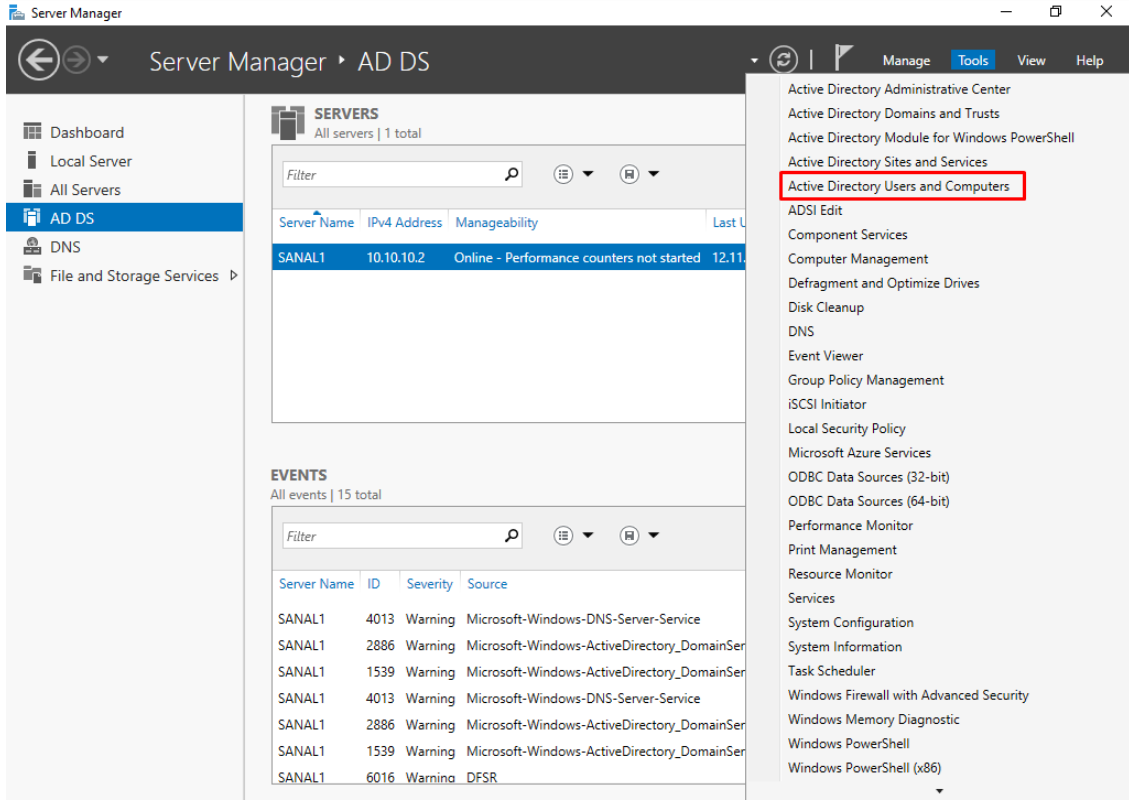 Server Manager
Server Manager ‣ AD DS
Manage Tools View Help
Dashboard
Local Server
All Servers
AD DS
DNS
File and Storage Services
SERVERS
All servers | 1 total
Filter
Server Name IPv4 Address Manageability Last U
SANAL1 10.10.10.2 Online - Performance counters not started 12.11.
EVENTS
All events | 15 total
Filter
Server Name ID Severity Source
SANAL1 4013 Warning Microsoft-Windows-DNS-Server-Service
SANAL1 2886 Warning Microsoft-Windows-ActiveDirectory_DomainSer
SANAL1 1539 Warning Microsoft-Windows-ActiveDirectory_DomainSer
SANAL1 4013 Warning Microsoft-Windows-DNS-Server-Service
SANAL1 2886 Warning Microsoft-Windows-ActiveDirectory_DomainSer
SANAL1 1539 Warning Microsoft-Windows-ActiveDirectory_DomainSer
SANAL1 6016 Warning DFSR
Active Directory Administrative Center
Active Directory Domains and Trusts
Active Directory Module for Windows PowerShell
Active Directory Sites and Services
Active Directory Users and Computers
ADSI Edit
Component Services
Computer Management
Defragment and Optimize Drives
Disk Cleanup
DNS
Event Viewer
Group Policy Management
iSCSI Initiator
Local Security Policy
Microsoft Azure Services
ODBC Data Sources (32-bit)
ODBC Data Sources (64-bit)
Performance Monitor
Print Management
Resource Monitor
Services
System Configuration
System Information
Task Scheduler
Windows Firewall with Advanced Security
Windows Memory Diagnostic
Windows PowerShell
Windows PowerShell (x86)